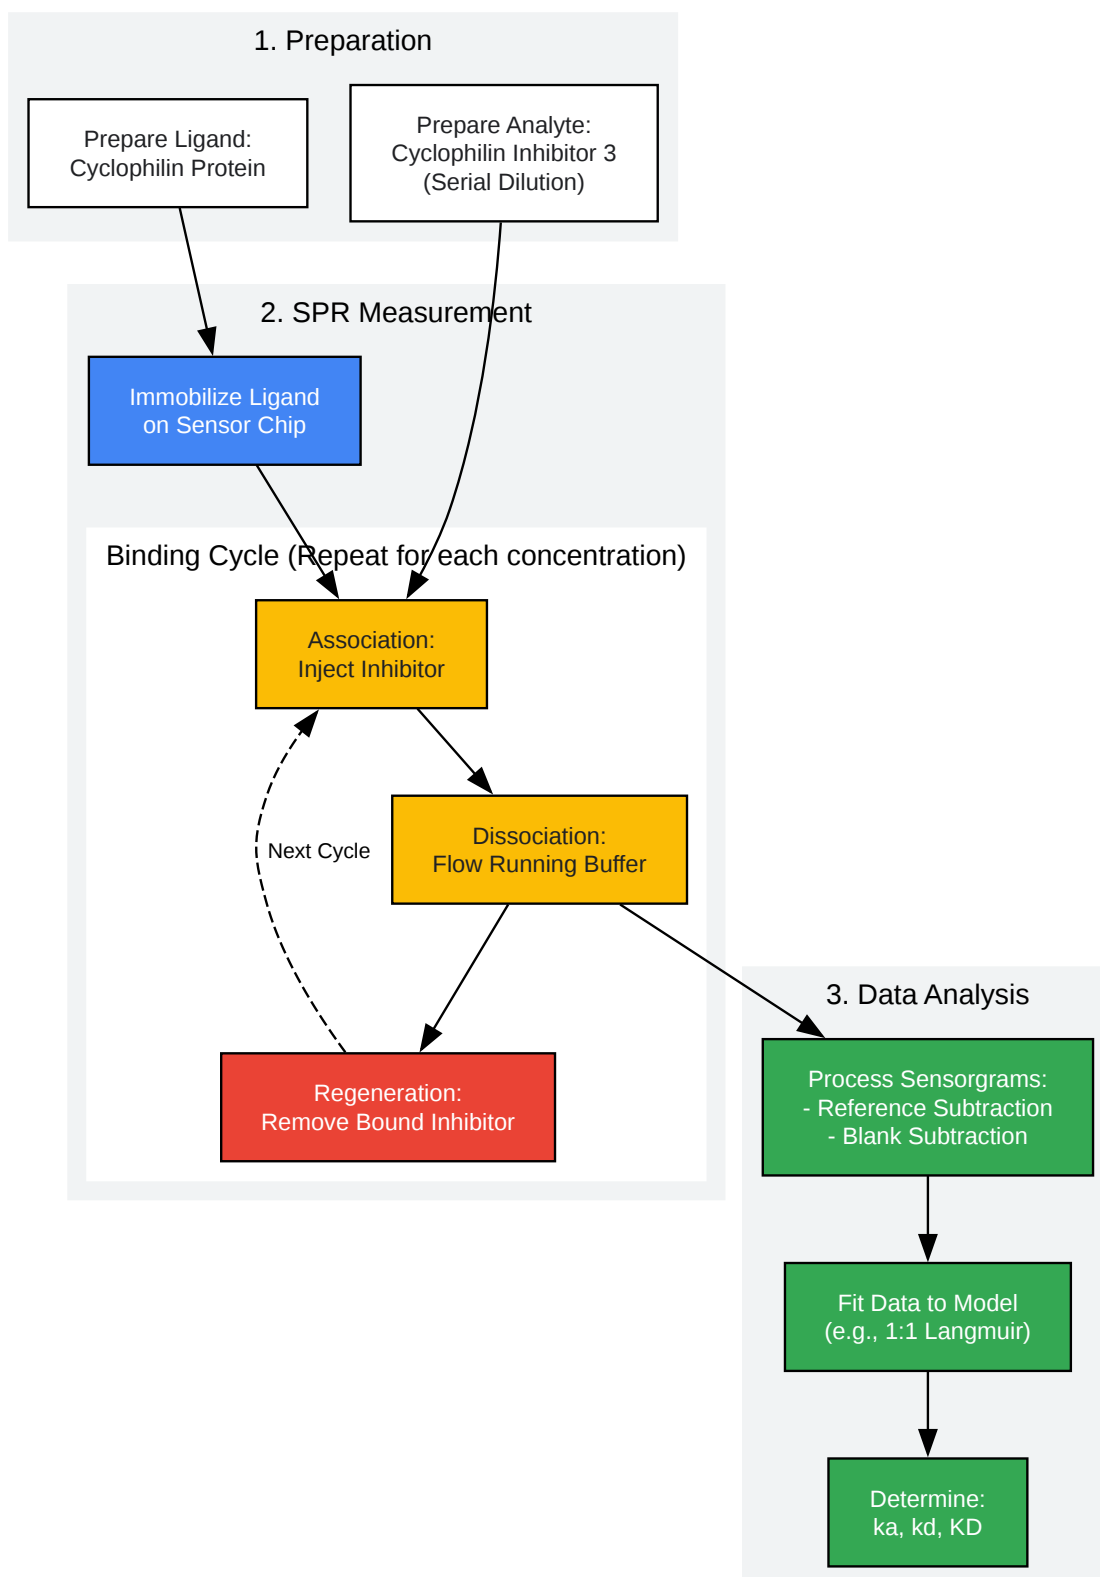 1. Preparation
Prepare Ligand:
Cyclophilin Protein
Prepare Analyte:
Cyclophilin Inhibitor 3
(Serial Dilution)
2. SPR Measurement
Immobilize Ligand
on Sensor Chip
Binding Cycle (Repeat for each concentration)
Association:
Inject Inhibitor
Dissociation:
Flow Running Buffer
Next Cycle
Regeneration:
Remove Bound Inhibitor
3. Data Analysis
Process Sensorgrams:
- Reference Subtraction
- Blank Subtraction
Fit Data to Model
(e.g., 1:1 Langmuir)
Determine:
ka, kd, KD